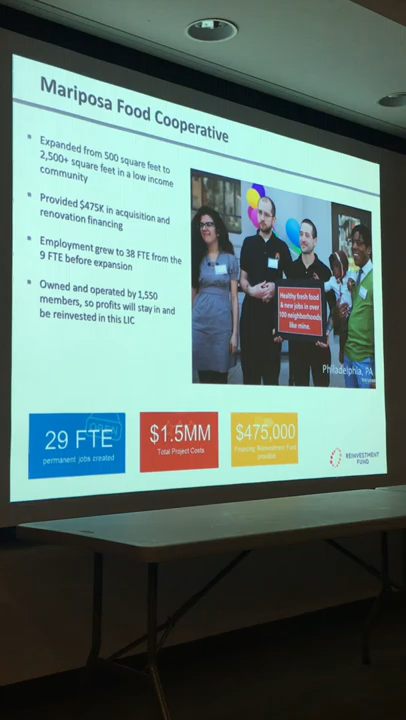 Mariposa Food Cooperative
Expanded from 500 square feet to
2,500+ square feet in a low income
community
Provided $475K in acquisition and
renovation financing
Employment grew to 38 FTE from the
9 FTE before expansion
Owned and operated by 1,550
members, so profits will stay in and
be reinvested in this LIC
Healthy fresh food
& new jobs in over
100 neighborhoods
like mine.
Philadelphia, PA
29 FTE
permanent jobs created
$1.5MM
Total Project Costs
$475,000
Financing Reinvestment Fund
provided
REINVESTMENT
FUND